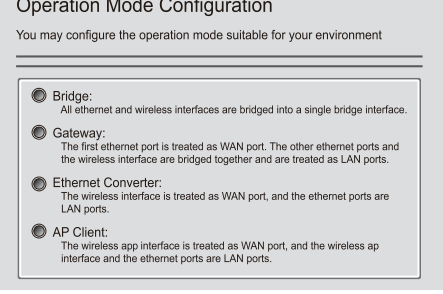 Operation Mode Configuration
You may configure the operation mode suitable for your environment
Bridge:
All ethernet and wireless interfaces are bridged into a single bridge interface.
Gateway:
The first ethernet port is treated as WAN port. The other ethernet ports and
the wireless interface are bridged together and are treated as LAN ports.
Ethernet Converter:
The wireless interface is treated as WAN port, and the ethernet ports are
LAN ports.
AP Client:
The wireless app interface is treated as WAN port, and the wireless ap
interface and the ethernet ports are LAN ports.